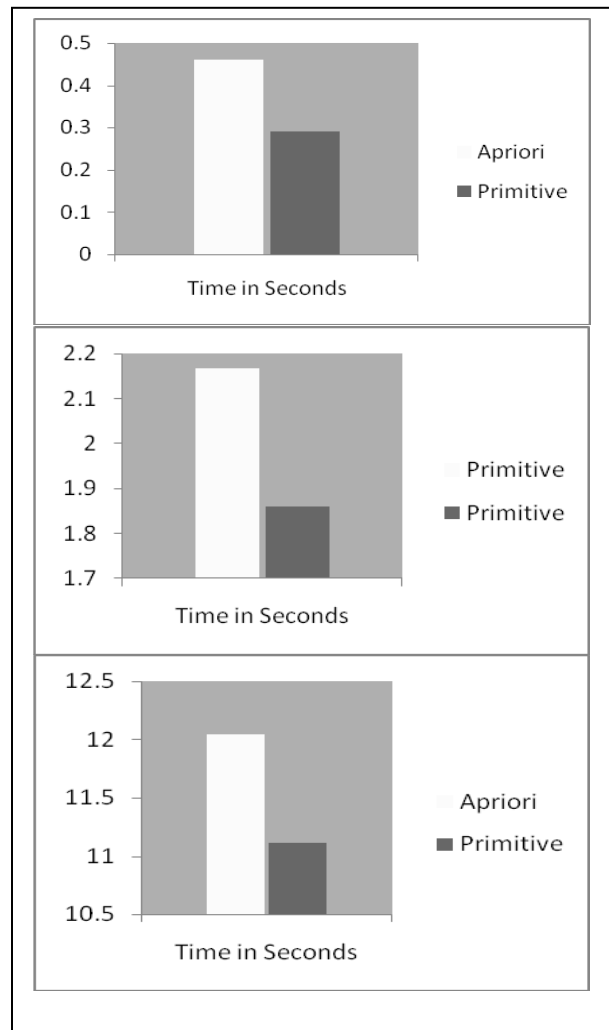 0.5
0.4
0.3
0.2
0.1
0
Time in Seconds
Apriori
Primitive
2.2
2.1
2
1.9
1.8
1.7
Time in Seconds
Primitive
Primitive
12.5
12
11.5
11
10.5
Time in Seconds
Apriori
Primitive